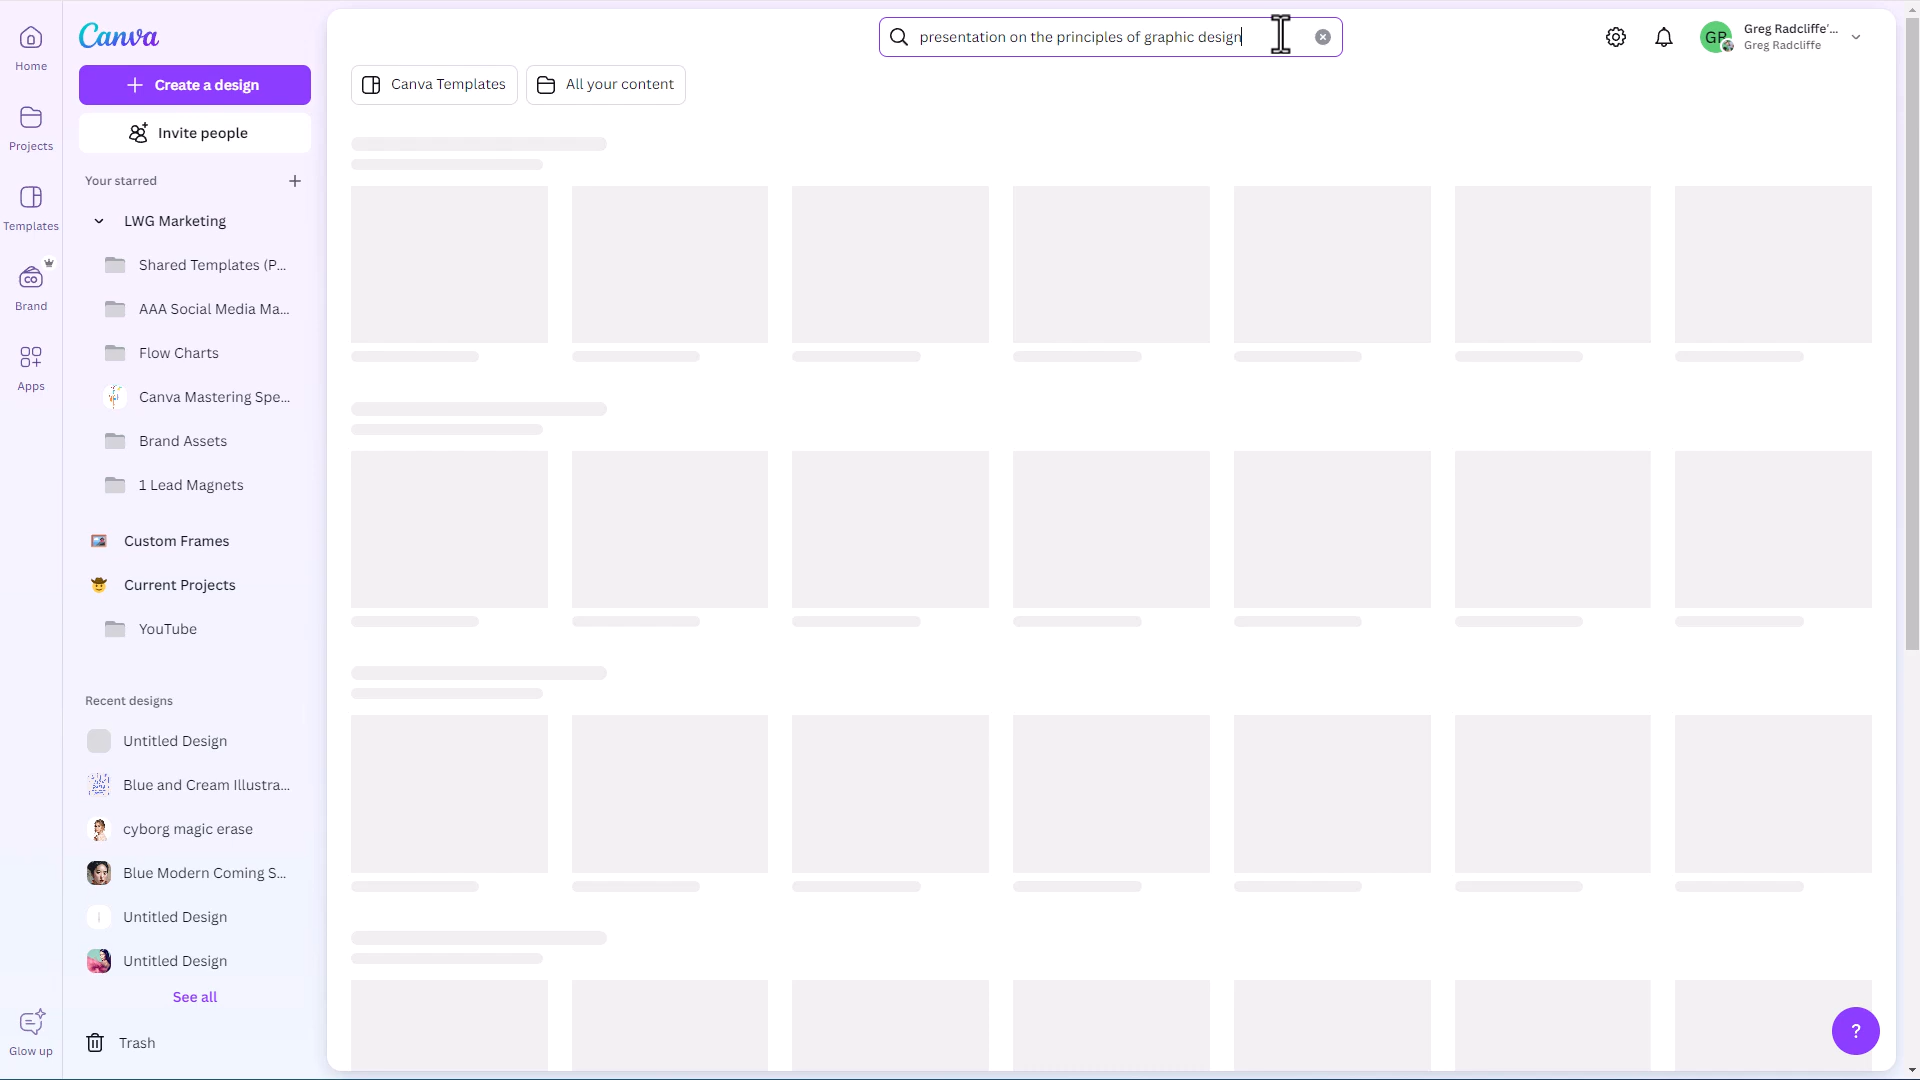 Home
Projects
Templates
Brand
Apps
Glow up
Canva
Create a design
Invite people
Your starred
LWG Marketing
Shared Templates (P...
AAA Social Media Ma...
Flow Charts
Canva Mastering Spe...
Brand Assets
1 Lead Magnets
Custom Frames
Current Projects
YouTube
Recent designs
Untitled Design
Blue and Cream Illustra...
cyborg magic erase
Blue Modern Coming S...
Untitled Design
Untitled Design
See all
Trash
presentation on the principles of graphic design
GR
Greg Radcliffe'...
Greg Radcliffe
Canva Templates
All your content
?